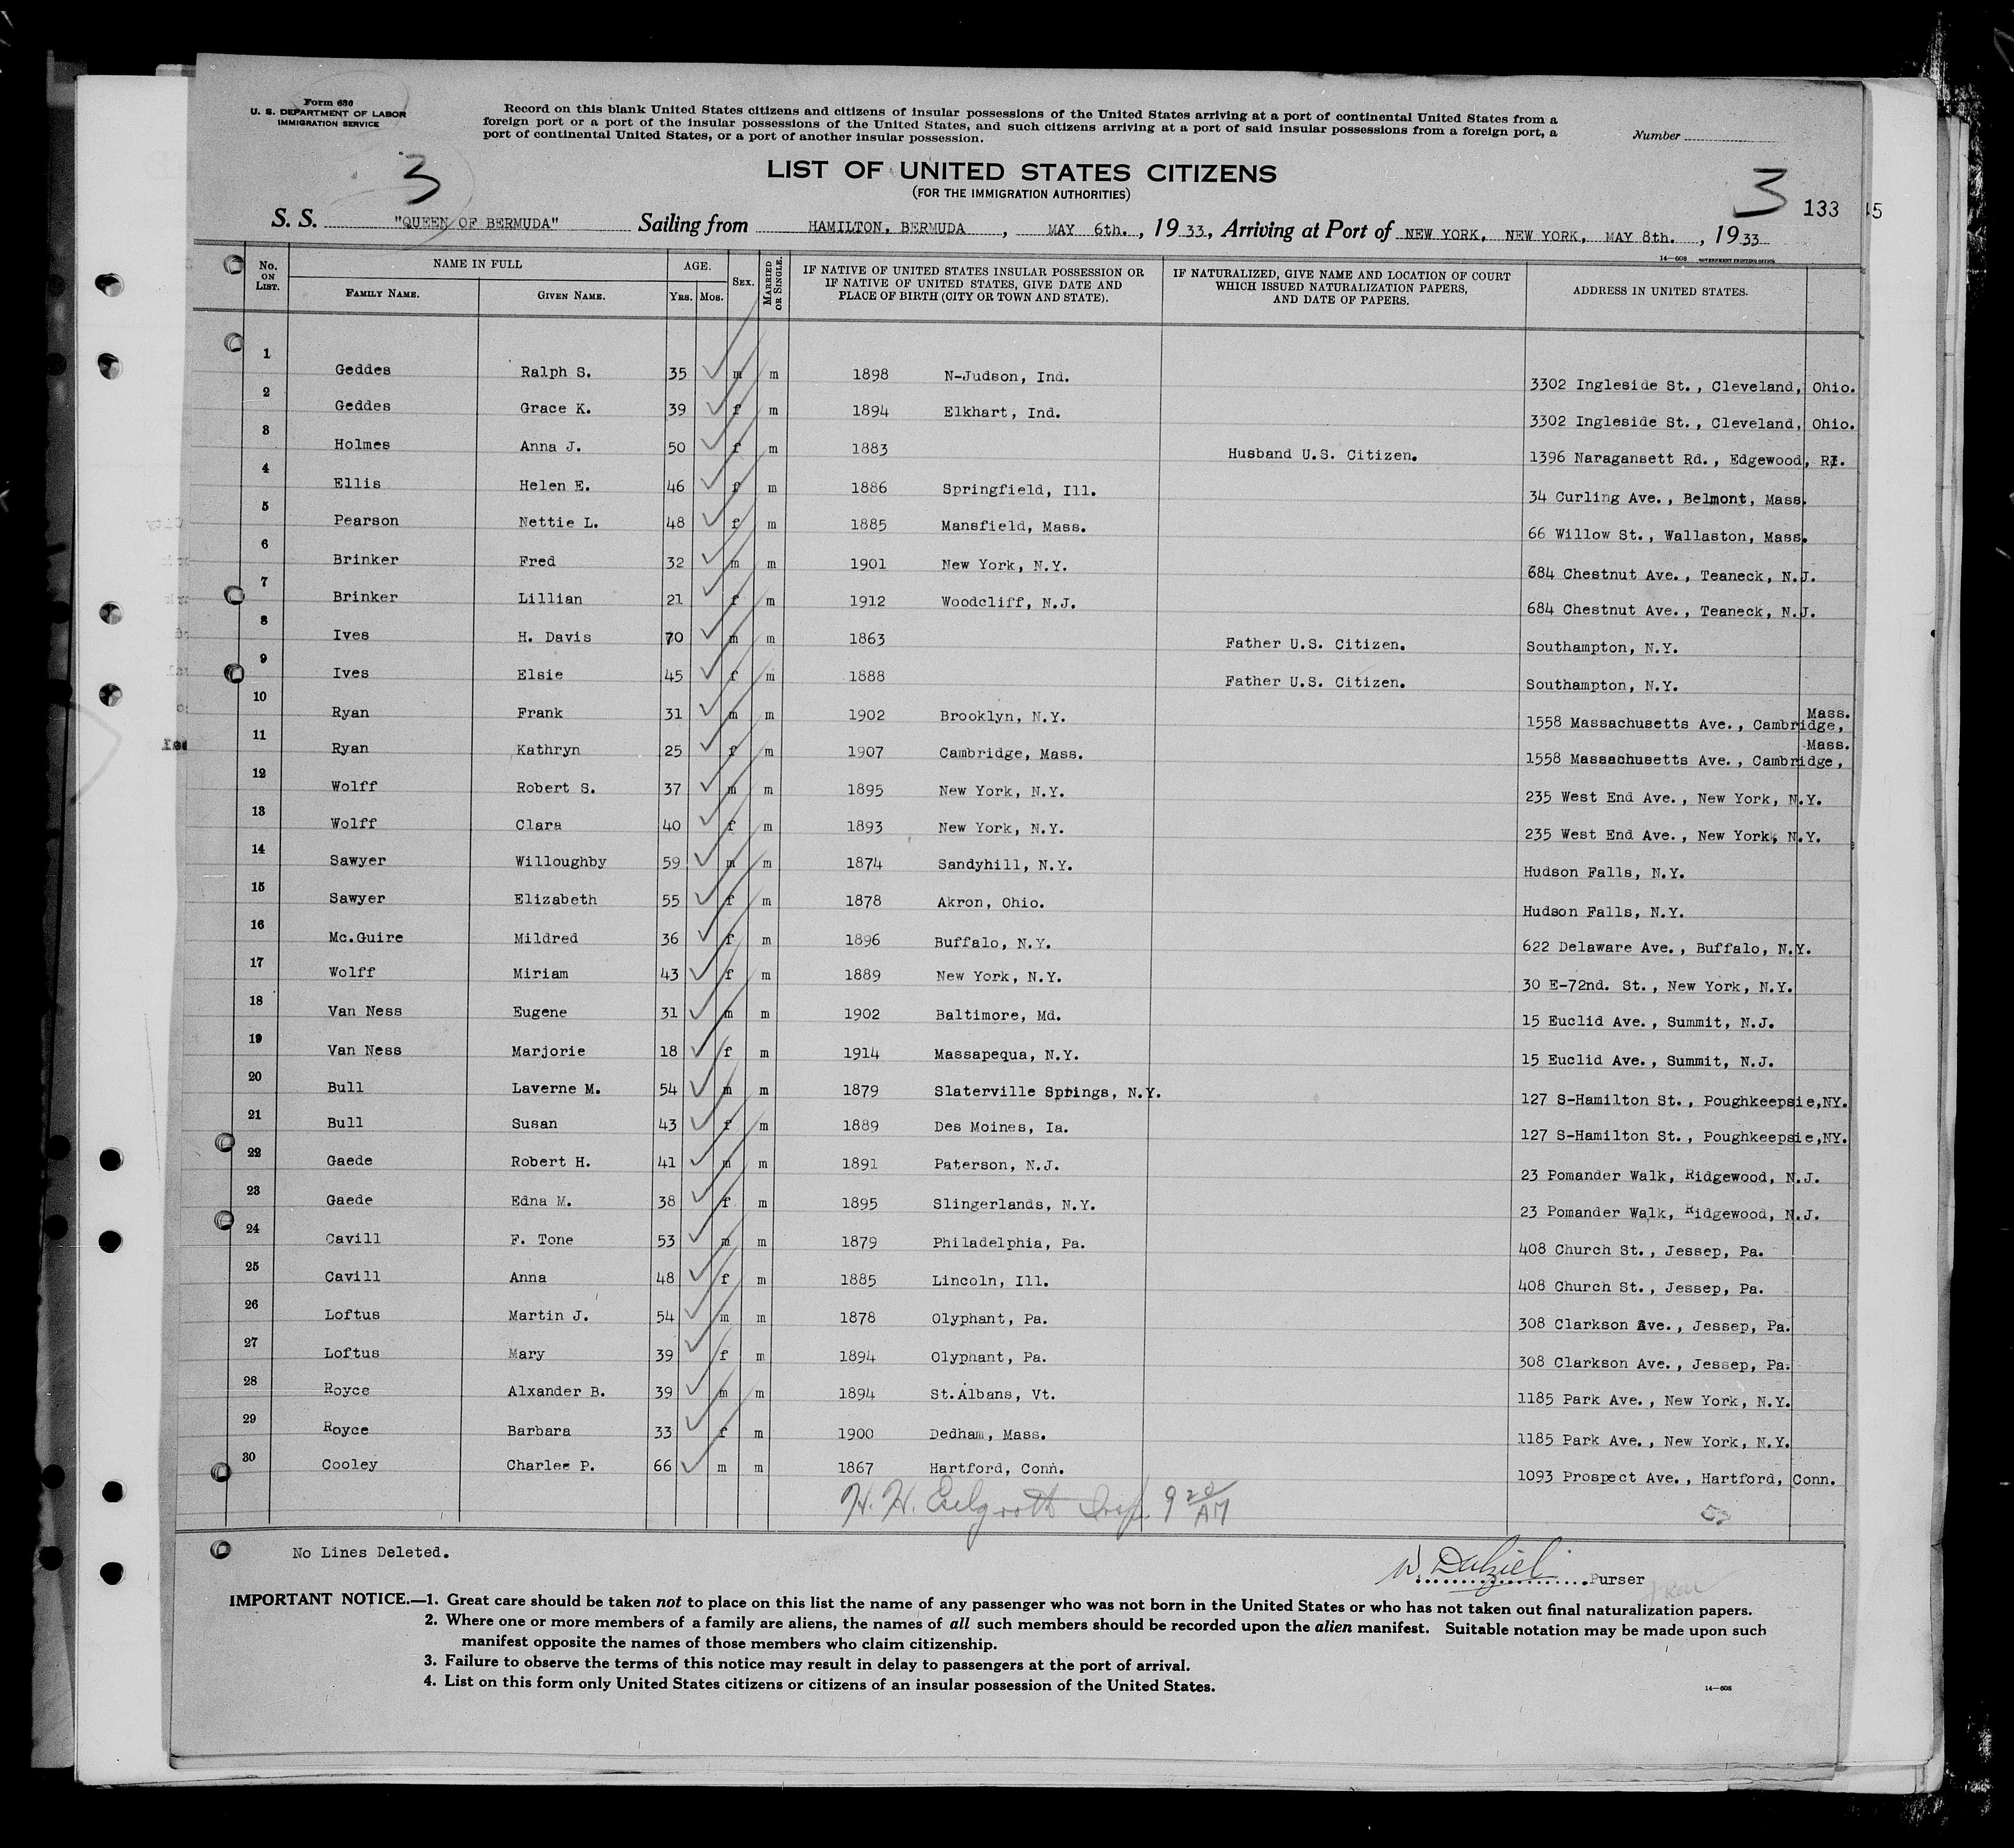 Form 630
U. S. DEPARTMENT OF LABOR
IMMIGRATION SERVICE
Record on this blank United States citizens and citizens of insular possessions of the United States arriving at a port of continental United States from a
foreign port or a port of the insular possessions of the United States, and such citizens arriving at a port of said insular possessions from a foreign port, a
port of continental United States, or a port of another insular possession.
Number
3
LIST OF UNITED STATES CITIZENS
(FOR THE IMMIGRATION AUTHORITIES)
3 133
S. S. "QUEEN OF BERMUDA" Sailing from HAMILTON, BERMUDA, MAY 6th., 1933, Arriving at Port of NEW YORK, NEW YORK, MAY 8th., 1933
14—608 GOVERNMENT PRINTING OFFICE
No. ON LIST. NAME IN FULL FAMILY NAME. GIVEN NAME. AGE. YRS. MOS. SEX. MARRIED OR SINGLE. IF NATIVE OF UNITED STATES INSULAR POSSESSION OR IF NATIVE OF UNITED STATES, GIVE DATE AND PLACE OF BIRTH (CITY OR TOWN AND STATE). IF NATURALIZED, GIVE NAME AND LOCATION OF COURT WHICH ISSUED NATURALIZATION PAPERS, AND DATE OF PAPERS. ADDRESS IN UNITED STATES.
1 Geddes Ralph S. 35 m m 1898 N-Judson, Ind. 3302 Ingleside St., Cleveland, Ohio.
2 Geddes Grace K. 39 f m 1894 Elkhart, Ind. 3302 Ingleside St., Cleveland, Ohio.
3 Holmes Anna J. 50 f m 1883 Husband U.S. Citizen. 1396 Naragansett Rd., Edgewood, RI.
4 Ellis Helen E. 46 f m 1886 Springfield, Ill. 34 Curling Ave., Belmont, Mass.
5 Pearson Nettie L. 48 f m 1885 Mansfield, Mass. 66 Willow St., Wallaston, Mass.
6 Brinker Fred 32 m m 1901 New York, N.Y. 684 Chestnut Ave., Teaneck, N.J.
7 Brinker Lillian 21 f m 1912 Woodcliff, N.J. 684 Chestnut Ave., Teaneck, N.J.
8 Ives H. Davis 70 m m 1863 Father U.S. Citizen. Southampton, N.Y.
9 Ives Elsie 45 f m 1888 Father U.S. Citizen. Southampton, N.Y.
10 Ryan Frank 31 m m 1902 Brooklyn, N.Y. 1558 Massachusetts Ave., Cambridge, Mass.
11 Ryan Kathryn 25 f m 1907 Cambridge, Mass. 1558 Massachusetts Ave., Cambridge, Mass.
12 Wolff Robert S. 37 m m 1895 New York, N.Y. 235 West End Ave., New York, N.Y.
13 Wolff Clara 40 f m 1893 New York, N.Y. 235 West End Ave., New York, N.Y.
14 Sawyer Willoughby 59 m m 1874 Sandyhill, N.Y. Hudson Falls, N.Y.
15 Sawyer Elizabeth 55 f m 1878 Akron, Ohio. Hudson Falls, N.Y.
16 Mc.Guire Mildred 36 f m 1896 Buffalo, N.Y. 622 Delaware Ave., Buffalo, N.Y.
17 Wolff Miriam 43 f m 1889 New York, N.Y. 30 E-72nd. St., New York, N.Y.
18 Van Ness Eugene 31 m m 1902 Baltimore, Md. 15 Euclid Ave., Summit, N.J.
19 Van Ness Marjorie 18 f m 1914 Massapequa, N.Y. 15 Euclid Ave., Summit, N.J.
20 Bull Laverne M. 54 m m 1879 Slaterville Springs, N.Y. 127 S-Hamilton St., Poughkeepsie,NY.
21 Bull Susan 43 f m 1889 Des Moines, Ia. 127 S-Hamilton St., Poughkeepsie,NY.
22 Gaede Robert H. 41 m m 1891 Paterson, N.J. 23 Pomander Walk, Ridgewood, N.J.
23 Gaede Edna M. 38 f m 1895 Slingerlands, N.Y. 23 Pomander Walk, Ridgewood, N.J.
24 Cavill F. Tone 53 m m 1879 Philadelphia, Pa. 408 Church St., Jessep, Pa.
25 Cavill Anna 48 f m 1885 Lincoln, Ill. 408 Church St., Jessep, Pa.
26 Loftus Martin J. 54 m m 1878 Olyphant, Pa. 308 Clarkson Ave., Jessep, Pa.
27 Loftus Mary 39 f m 1894 Olyphant, Pa. 308 Clarkson Ave., Jessep, Pa.
28 Royce Alxander B. 39 m m 1894 St.Albans, Vt. 1185 Park Ave., New York, N.Y.
29 Royce Barbara 33 f m 1900 Dedham, Mass. 1185 Park Ave., New York, N.Y.
30 Cooley Charles P. 66 m m 1867 Hartford, Conn. 1093 Prospect Ave., Hartford, Conn.
H. H. Insp. 9 20 AM
No Lines Deleted.
W. Dalziel Purser
IMPORTANT NOTICE.—1. Great care should be taken not to place on this list the name of any passenger who was not born in the United States or who has not taken out final naturalization papers.
2. Where one or more members of a family are aliens, the names of all such members should be recorded upon the alien manifest. Suitable notation may be made upon such
manifest opposite the names of those members who claim citizenship.
3. Failure to observe the terms of this notice may result in delay to passengers at the port of arrival.
4. List on this form only United States citizens or citizens of an insular possession of the United States.
14—608